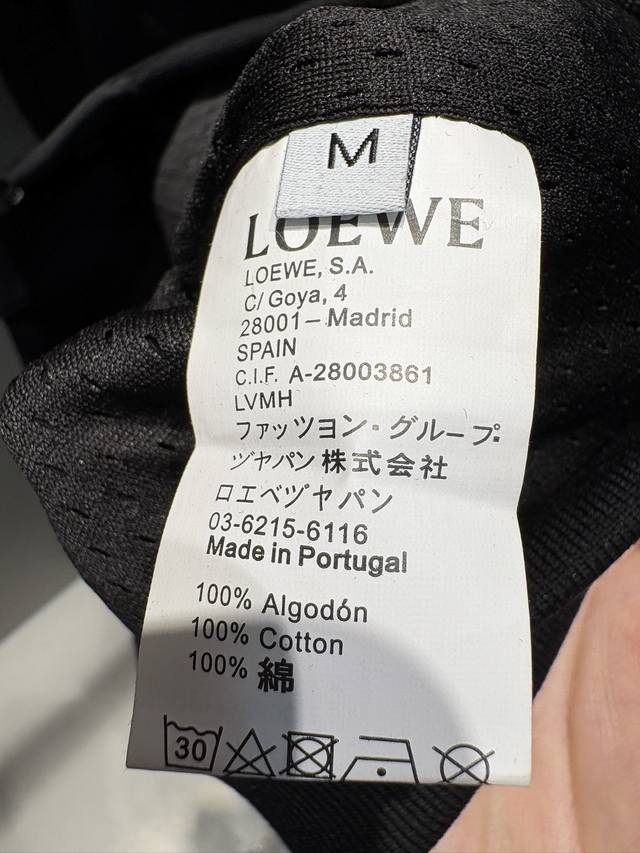 M
LOEWE
LOEWE, S.A.
C/Goya, 4
28001–Madrid
SPAIN
C.I.F. A-28003861
LVMH
ファッツヨン・グループ
ヅヤパン株式会社
ロエベヅヤパン
03-6215-6116
Made in Portugal
100% Algodón
100% Cotton
100% 綿
30